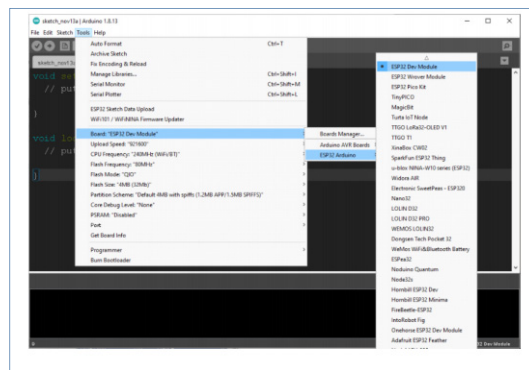 sketch_nov13a | Arduino 1.8.13
File Edit Sketch Tools Help
Auto Format Ctrl+T
Archive Sketch
Fix Encoding & Reload
Manage Libraries... Ctrl+Shift+I
Serial Monitor Ctrl+Shift+M
Serial Plotter Ctrl+Shift+L
ESP32 Sketch Data Upload
WiFi101 / WiFiNINA Firmware Updater
Board: "ESP32 Dev Module"
Upload Speed: "921600"
CPU Frequency: "240MHz (WiFi/BT)"
Flash Frequency: "80MHz"
Flash Mode: "QIO"
Flash Size: "4MB (32Mb)"
Partition Scheme: "Default 4MB with spiffs (1.2MB APP/1.5MB SPIFFS)"
Core Debug Level: "None"
PSRAM: "Disabled"
Port
Get Board Info
Programmer
Burn Bootloader
sketch_nov13a
void
// pu
}
void lo
// pu
}
Boards Manager...
Arduino AVR Boards
ESP32 Arduino
ESP32 Dev Module
ESP32 Wrover Module
ESP32 Pico Kit
TinyPICO
MagicBit
Turta IoT Node
TTGO LoRa32-OLED V1
TTGO T1
XinaBox CW02
SparkFun ESP32 Thing
u-blox NINA-W10 series (ESP32)
Widora AIR
Electronic SweetPeas - ESP320
Nano32
LOLIN D32
LOLIN D32 PRO
WEMOS LOLIN32
Dongsen Tech Pocket 32
WeMos WiFi&Bluetooth Battery
ESPea32
Noduino Quantum
Node32s
Hornbill ESP32 Dev
Hornbill ESP32 Minima
FireBeetle-ESP32
IntoRobot Fig
Onehorse ESP32 Dev Module
Adafruit ESP32 Feather
32 Dev Module